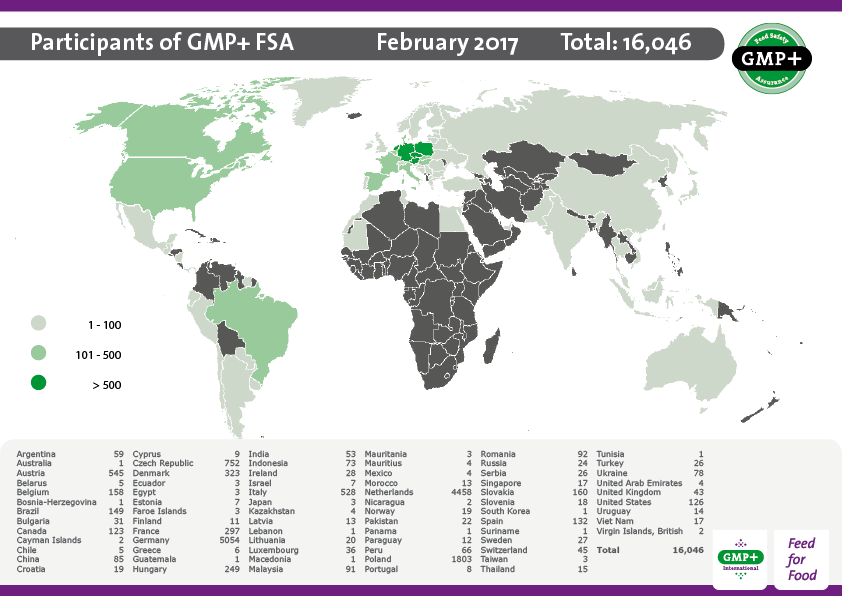 Participants of GMP+ FSA February 2017 Total: 16,046
Feed Safety
GMP+
Assurance
1 - 100
101 - 500
> 500
Argentina 59 Cyprus 9 India 53 Mauritania 3 Romania 92 Tunisia 1
Australia 1 Czech Republic 752 Indonesia 73 Mauritius 4 Russia 24 Turkey 26
Austria 545 Denmark 323 Ireland 28 Mexico 4 Serbia 26 Ukraine 78
Belarus 5 Ecuador 3 Israel 7 Morocco 13 Singapore 17 United Arab Emirates 4
Belgium 158 Egypt 3 Italy 528 Netherlands 4458 Slovakia 160 United Kingdom 43
Bosnia-Herzegovina 1 Estonia 7 Japan 3 Nicaragua 2 Slovenia 18 United States 126
Brazil 149 Faroe Islands 3 Kazakhstan 4 Norway 19 South Korea 1 Uruguay 14
Bulgaria 31 Finland 11 Latvia 13 Pakistan 22 Spain 132 Viet Nam 17
Canada 123 France 297 Lebanon 1 Panama 1 Suriname 1 Virgin Islands, British 2
Cayman Islands 2 Germany 5054 Lithuania 20 Paraguay 12 Sweden 27
Chile 5 Greece 6 Luxembourg 36 Peru 66 Switzerland 45 Total 16,046
China 85 Guatemala 1 Macedonia 1 Poland 1803 Taiwan 3
Croatia 19 Hungary 249 Malaysia 91 Portugal 8 Thailand 15
GMP+
International
Feed
for
Food